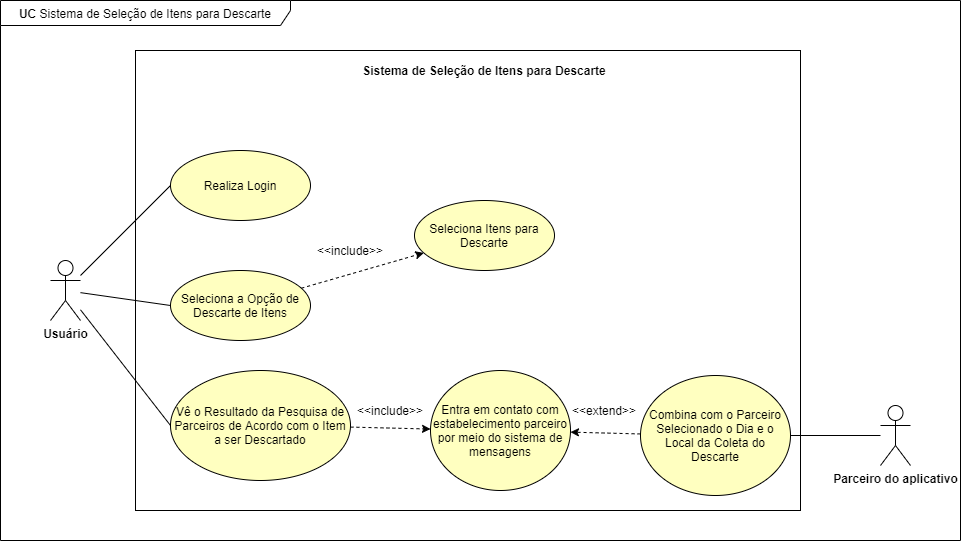 UC Sistema de Seleção de Itens para Descarte
Sistema de Seleção de Itens para Descarte
Realiza Login
Seleciona Itens para
Descarte
<<include>>
Seleciona a Opção de
Descarte de Itens
Usuário
Vê o Resultado da Pesquisa de
Parceiros de Acordo com o Item
a ser Descartado
<<include>>
Entra em contato com
estabelecimento parceiro
por meio do sistema de
mensagens
<<extend>>
Combina com o Parceiro
Selecionado o Dia e o
Local da Coleta do
Descarte
Parceiro do aplicativo